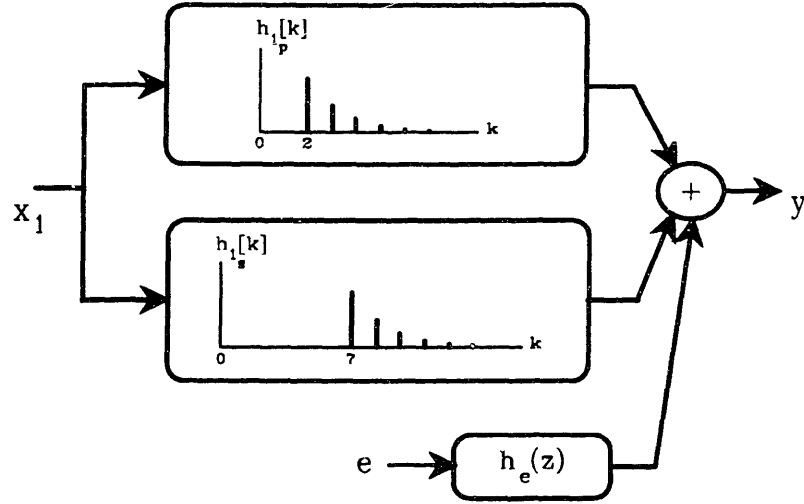 h₁ₚ[k]
k
0 2
x₁
+
y
h₁ₛ[k]
k
0 7
e
hₑ(z)